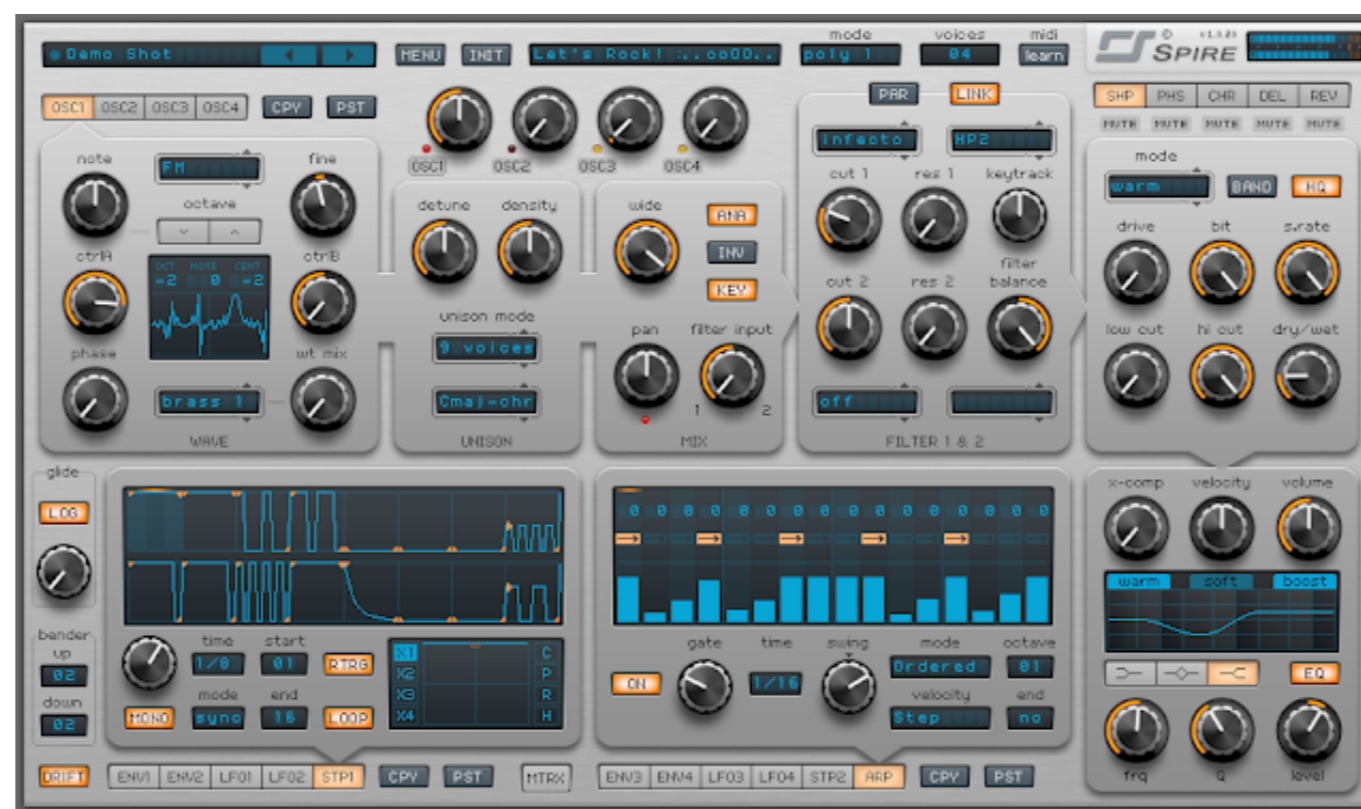 Demo Shot MENU INIT Let's Rock! :..oo00.. mode poly 1 voices 04 midi learn © v1.0.20 SPIRE
OSC1 OSC2 OSC3 OSC4 CPY PST
OSC1 OSC2 OSC3 OSC4
PAR LINK
SHP PHS CHR DEL REV
MUTE MUTE MUTE MUTE MUTE
note FM fine
octave
ctrlA OCT NOTE CENT ctrlB
-2 0 -2
phase wt mix
brass 1
WAVE
detune density
unison mode
9 voices
Cmaj-chr
UNISON
wide ANA
INV
KEY
pan filter input
1 2
MIX
infecto HP2
cut 1 res 1 keytrack
cut 2 res 2 filter balance
off
FILTER 1 & 2
mode
warm BAND HQ
drive bit s.rate
low cut hi cut dry/wet
glide
LOG
bender
up
02
down
02
DRIFT
time start
1/8 01 RTRG
mode end
MONO sync 16 LOOP
X1 C
X2 P
X3 R
X4 H
ENV1 ENV2 LFO1 LFO2 STP1 CPY PST MTRX
0 0 0 0 0 0 0 0 0 0 0 0 0 0 0 0
gate time swing mode octave
ON 1/16 Ordered 01
velocity end
Step no
ENV3 ENV4 LFO3 LFO4 STP2 ARP CPY PST
x-comp velocity volume
warm soft boost
EQ
frq Q level